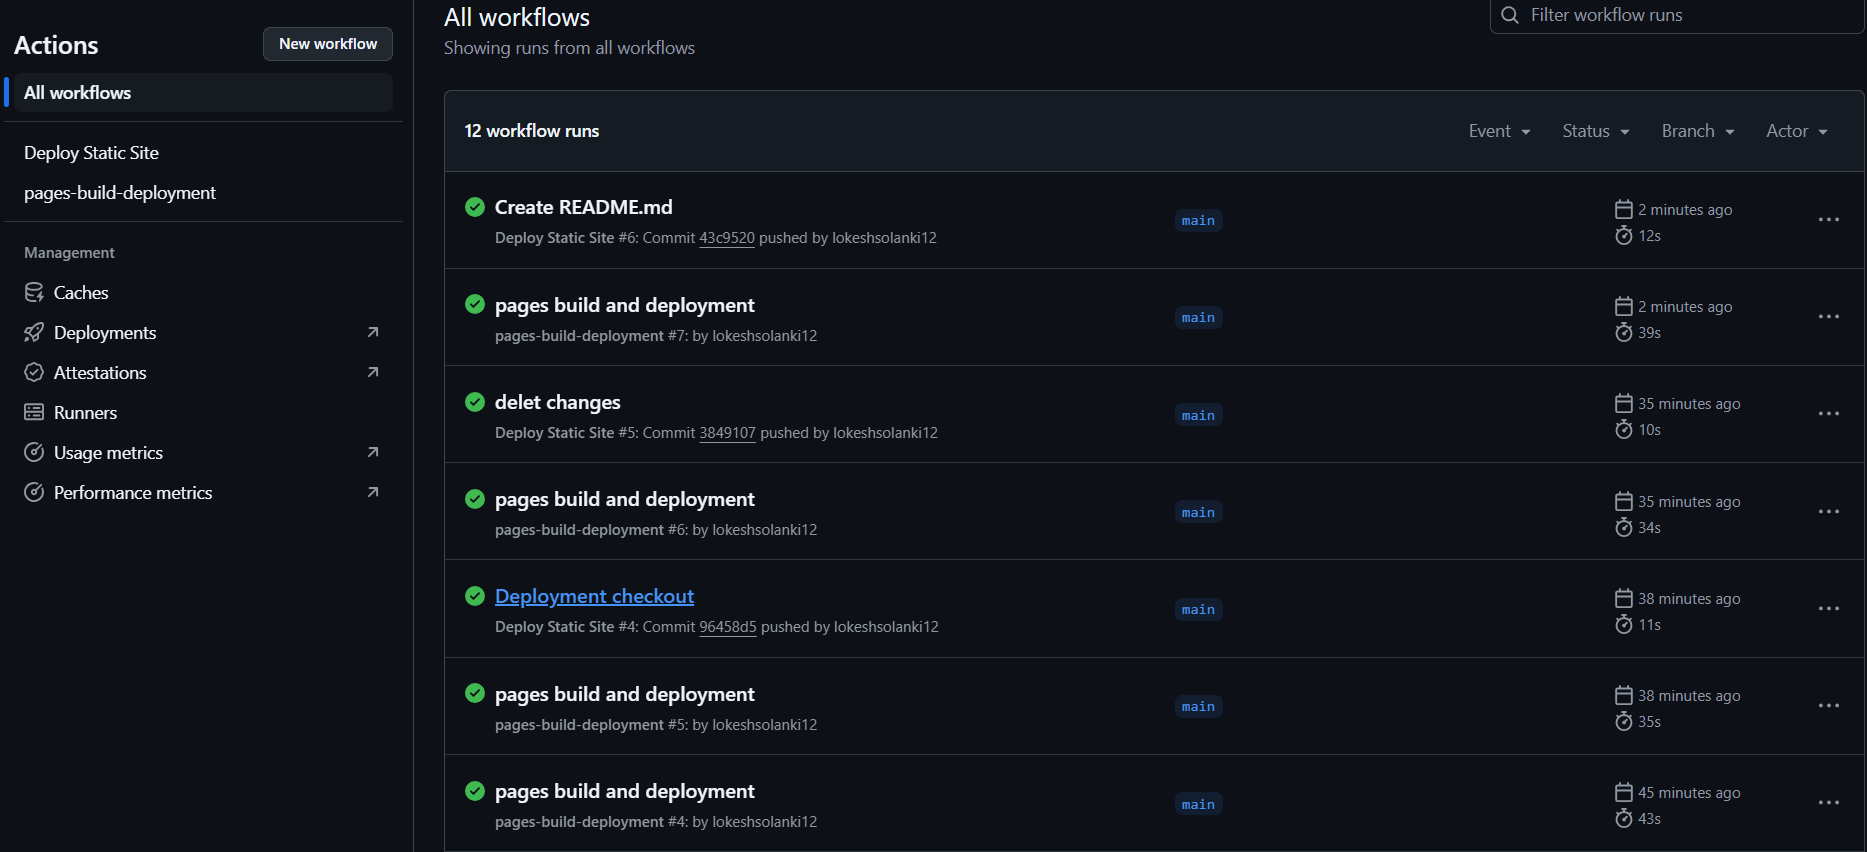 Actions
New workflow
All workflows
Deploy Static Site
pages-build-deployment
Management
Caches
Deployments
Attestations
Runners
Usage metrics
Performance metrics
All workflows
Showing runs from all workflows
Filter workflow runs
12 workflow runs
Event Status Branch Actor
Create README.md
Deploy Static Site #6: Commit 43c9520 pushed by lokeshsolanki12
main
2 minutes ago
12s
pages build and deployment
pages-build-deployment #7: by lokeshsolanki12
main
2 minutes ago
39s
delet changes
Deploy Static Site #5: Commit 3849107 pushed by lokeshsolanki12
main
35 minutes ago
10s
pages build and deployment
pages-build-deployment #6: by lokeshsolanki12
main
35 minutes ago
34s
Deployment checkout
Deploy Static Site #4: Commit 96458d5 pushed by lokeshsolanki12
main
38 minutes ago
11s
pages build and deployment
pages-build-deployment #5: by lokeshsolanki12
main
38 minutes ago
35s
pages build and deployment
pages-build-deployment #4: by lokeshsolanki12
main
45 minutes ago
43s